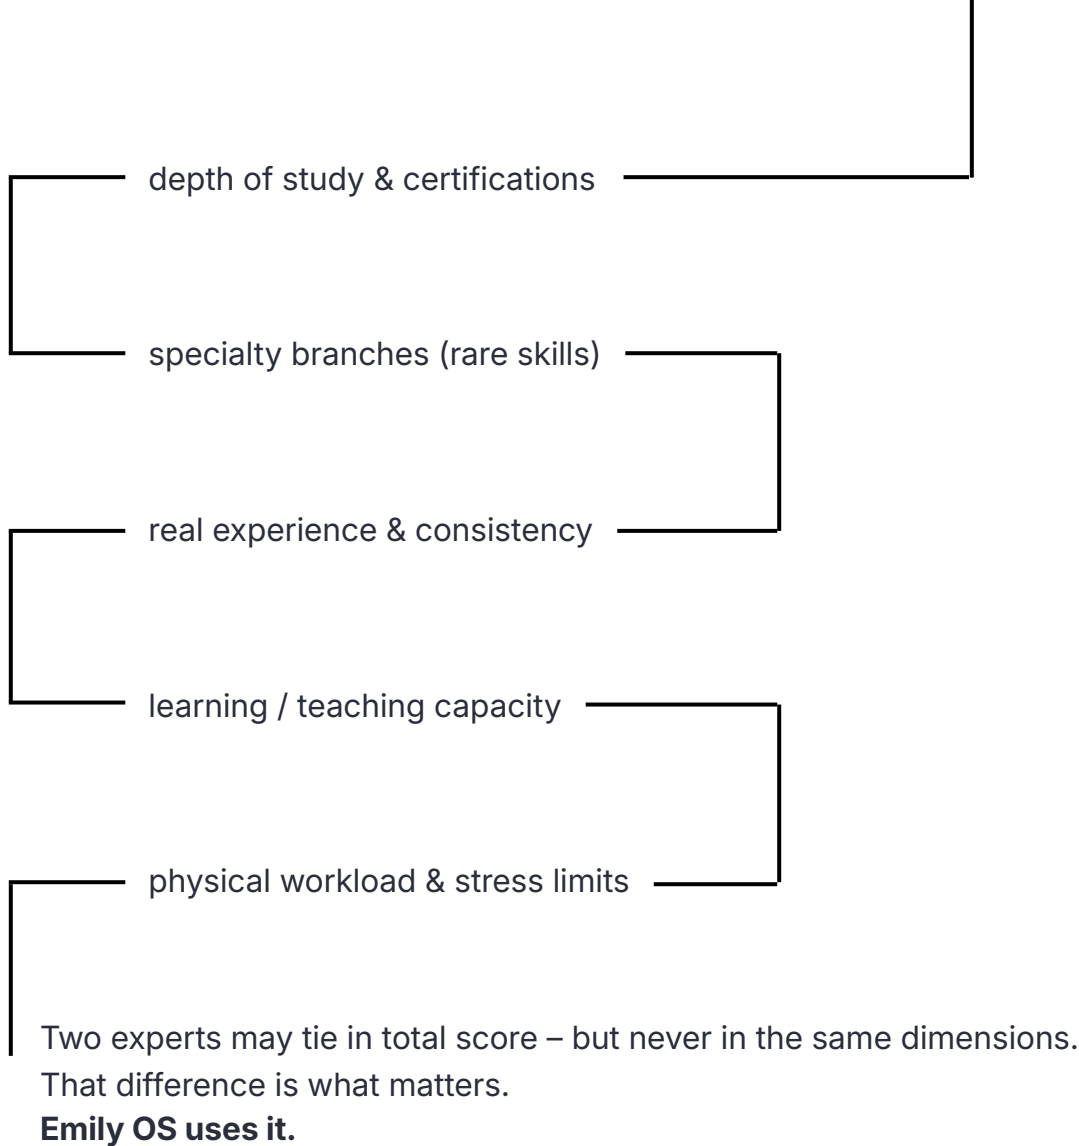 depth of study & certifications
specialty branches (rare skills)
real experience & consistency
learning / teaching capacity
physical workload & stress limits
Two experts may tie in total score – but never in the same dimensions.
That difference is what matters.
Emily OS uses it.